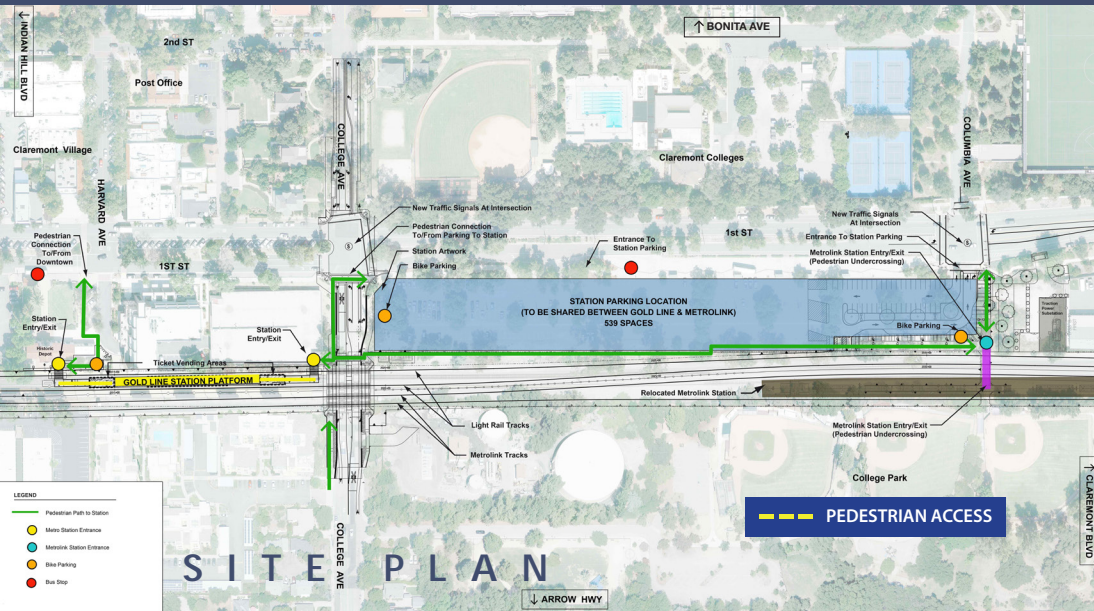 INDIAN HILL BLVD
2nd ST
Post Office
Claremont Village
HARVARD AVE
COLLEGE AVE
BONITA AVE
Claremont Colleges
COLUMBIA AVE
Pedestrian
Connection
To/From
Downtown
1ST ST
New Traffic Signals At Intersection
Pedestrian Connection
To/From Parking To Station
Station Artwork
Bike Parking
Entrance To
Station Parking
1st ST
New Traffic Signals
At Intersection
Entrance To Station Parking
Metrolink Station Entry/Exit
(Pedestrian Undercrossing)
STATION PARKING LOCATION
(TO BE SHARED BETWEEN GOLD LINE & METROLINK)
539 SPACES
Traction
Power
Substation
Bike Parking
Station
Entry/Exit
Historic
Depot
Station
Entry/Exit
Ticket Vending Areas
GOLD LINE STATION PLATFORM
Relocated Metrolink Station
Light Rail Tracks
Metrolink Tracks
Metrolink Station Entry/Exit
(Pedestrian Undercrossing)
College Park
CLAREMONT BLVD
LEGEND
Pedestrian Path to Station
Metro Station Entrance
Metrolink Station Entrance
Bike Parking
Bus Stop
COLLEGE AVE
PEDESTRIAN ACCESS
SITE PLAN
ARROW HWY